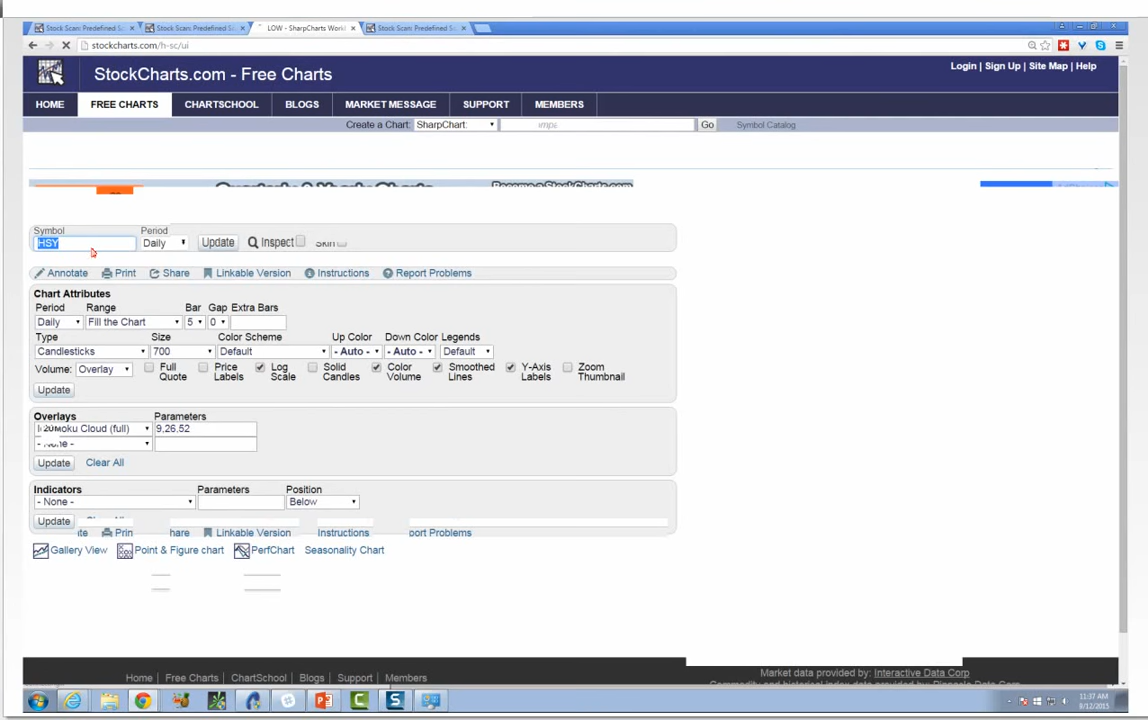 Stock Scan: Predefined Sc
Stock Scan: Predefined S
LOW - SharpCharts Work
Stock Scan: Predefined Sc
stockcharts.com/h-sc/ui
Login | Sign Up | Site Map | Help
StockCharts.com - Free Charts
HOME FREE CHARTS CHARTSCHOOL BLOGS MARKET MESSAGE SUPPORT MEMBERS
Create a Chart: SharpChart: Go Symbol Catalog
Symbol Period
HSY Daily Update Inspect
Annotate Print Share Linkable Version Instructions Report Problems
Chart Attributes
Period Range Bar Gap Extra Bars
Daily Fill the Chart 5 0
Type Size Color Scheme Up Color Down Color Legends
Candlesticks 700 Default - Auto - - Auto - Default
Volume: Overlay Full Quote Price Labels Log Scale Solid Candles Color Volume Smoothed Lines Y-Axis Labels Zoom Thumbnail
Update
Overlays Parameters
Cloud (full) 9,26,52
Update Clear All
Indicators Parameters Position
- None - Below
Update
Linkable Version Instructions
Gallery View Point & Figure chart PerfChart Seasonality Chart
Home | Free Charts | ChartSchool | Blogs | Support | Members
Market data provided by: Interactive Data Corp
11:37 AM
9/12/2015